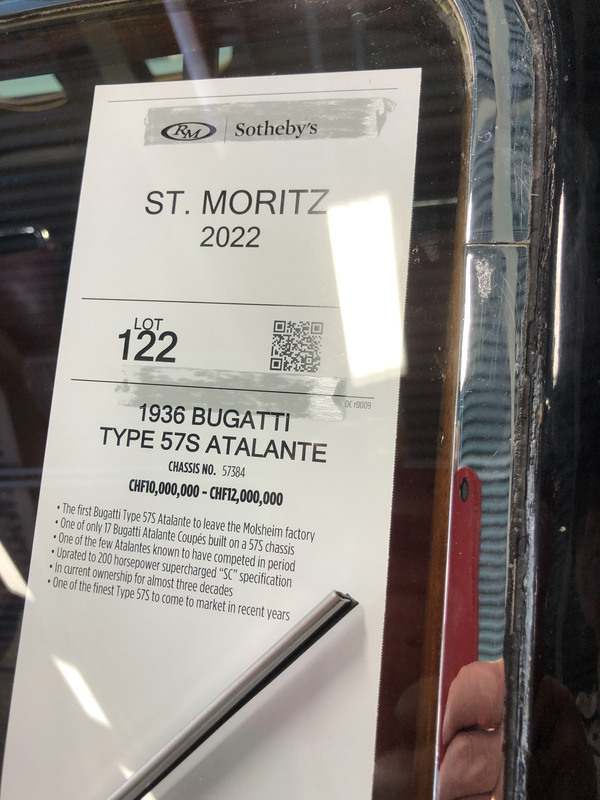 RM Sotheby's
ST. MORITZ
2022
LOT
122
OC r0009
1936 BUGATTI
TYPE 57S ATALANTE
CHASSIS NO. 57384
CHF10,000,000 - CHF12,000,000
• The first Bugatti Type 57S Atalante to leave the Molsheim factory
• One of only 17 Bugatti Atalante Coupés built on a 57S chassis
• One of the few Atalantes known to have competed in period
• Uprated to 200 horsepower supercharged "SC" specification
• In current ownership for almost three decades
• One of the finest Type 57S to come to market in recent years